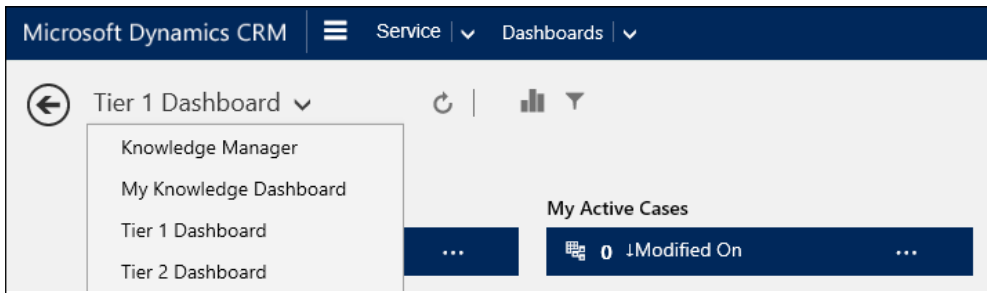 Microsoft Dynamics CRM Service Dashboards
Tier 1 Dashboard
Knowledge Manager
My Knowledge Dashboard
Tier 1 Dashboard
Tier 2 Dashboard
My Active Cases
... 0 ↓Modified On ...